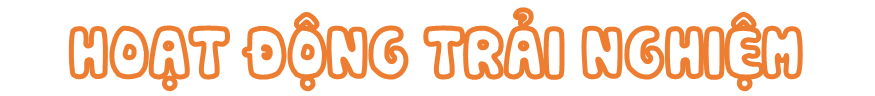 HOẠT ĐỘNG TRẢI NGHIỆM